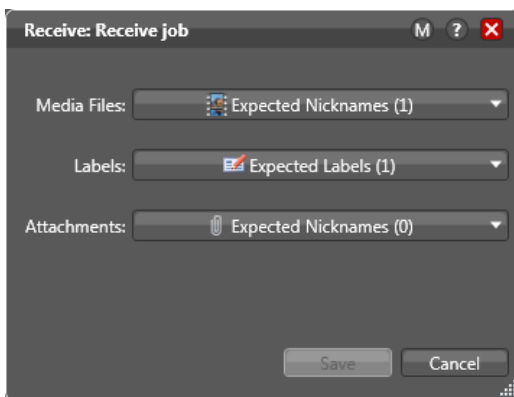 Receive: Receive job M ?
Media Files: Expected Nicknames (1)
Labels: Expected Labels (1)
Attachments: Expected Nicknames (0)
Save Cancel